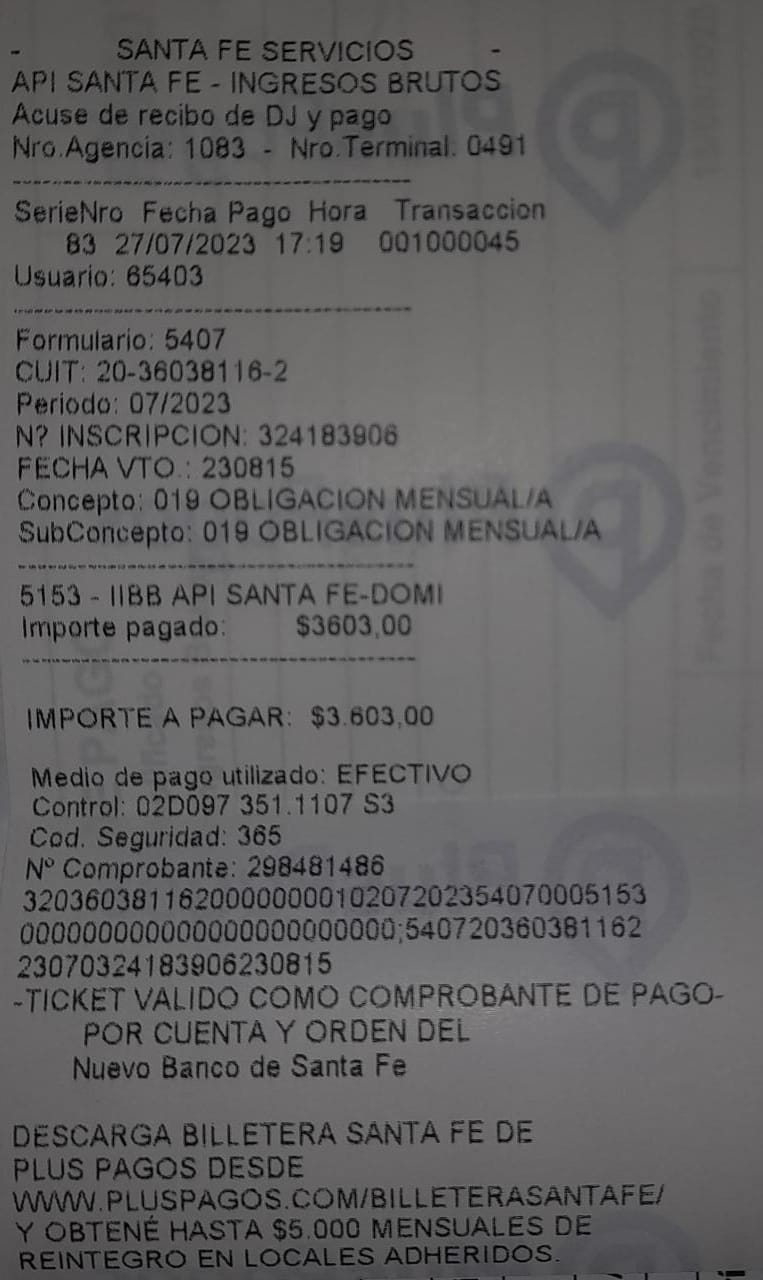 - SANTA FE SERVICIOS -
API SANTA FE - INGRESOS BRUTOS
Acuse de recibo de DJ y pago
Nro.Agencia: 1083 - Nro.Terminal: 0491
SerieNro Fecha Pago Hora Transaccion
83 27/07/2023 17:19 001000045
Usuario: 65403
Formulario: 5407
CUIT: 20-36038116-2
Periodo: 07/2023
N? INSCRIPCION: 324183906
FECHA VTO.: 230815
Concepto: 019 OBLIGACION MENSUAL/A
SubConcepto: 019 OBLIGACION MENSUAL/A
5153 - IIBB API SANTA FE-DOMI
Importe pagado: $3603,00
IMPORTE A PAGAR: $3.603,00
Medio de pago utilizado: EFECTIVO
Control: 02D097 351.1107 S3
Cod. Seguridad: 365
Nº Comprobante: 298481486
32036038116200000000010207202354070005153
000000000000000000000000;540720360381162
23070324183906230815
-TICKET VALIDO COMO COMPROBANTE DE PAGO-
POR CUENTA Y ORDEN DEL
Nuevo Banco de Santa Fe
DESCARGA BILLETERA SANTA FE DE
PLUS PAGOS DESDE
WWW.PLUSPAGOS.COM/BILLETERASANTAFE/
Y OBTENÉ HASTA $5.000 MENSUALES DE
REINTEGRO EN LOCALES ADHERIDOS.
Fecha de Vencimiento